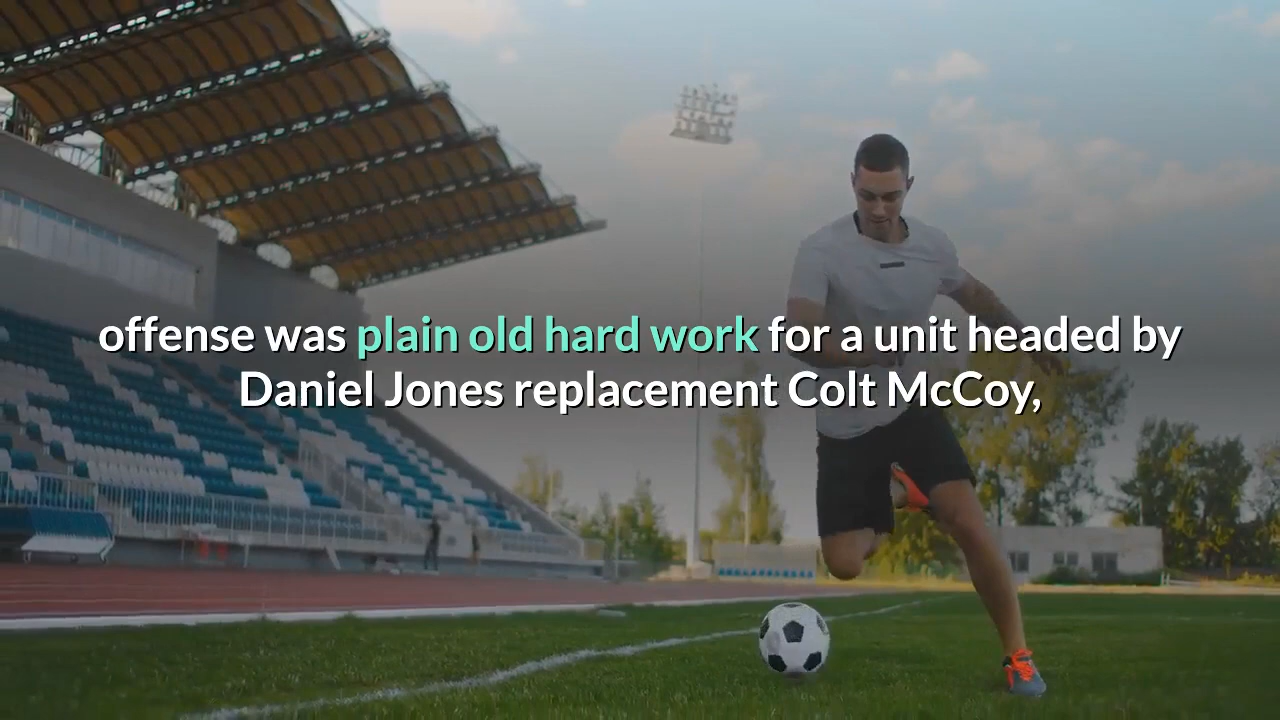 offense was plain old hard work for a unit headed by
Daniel Jones replacement Colt McCoy,